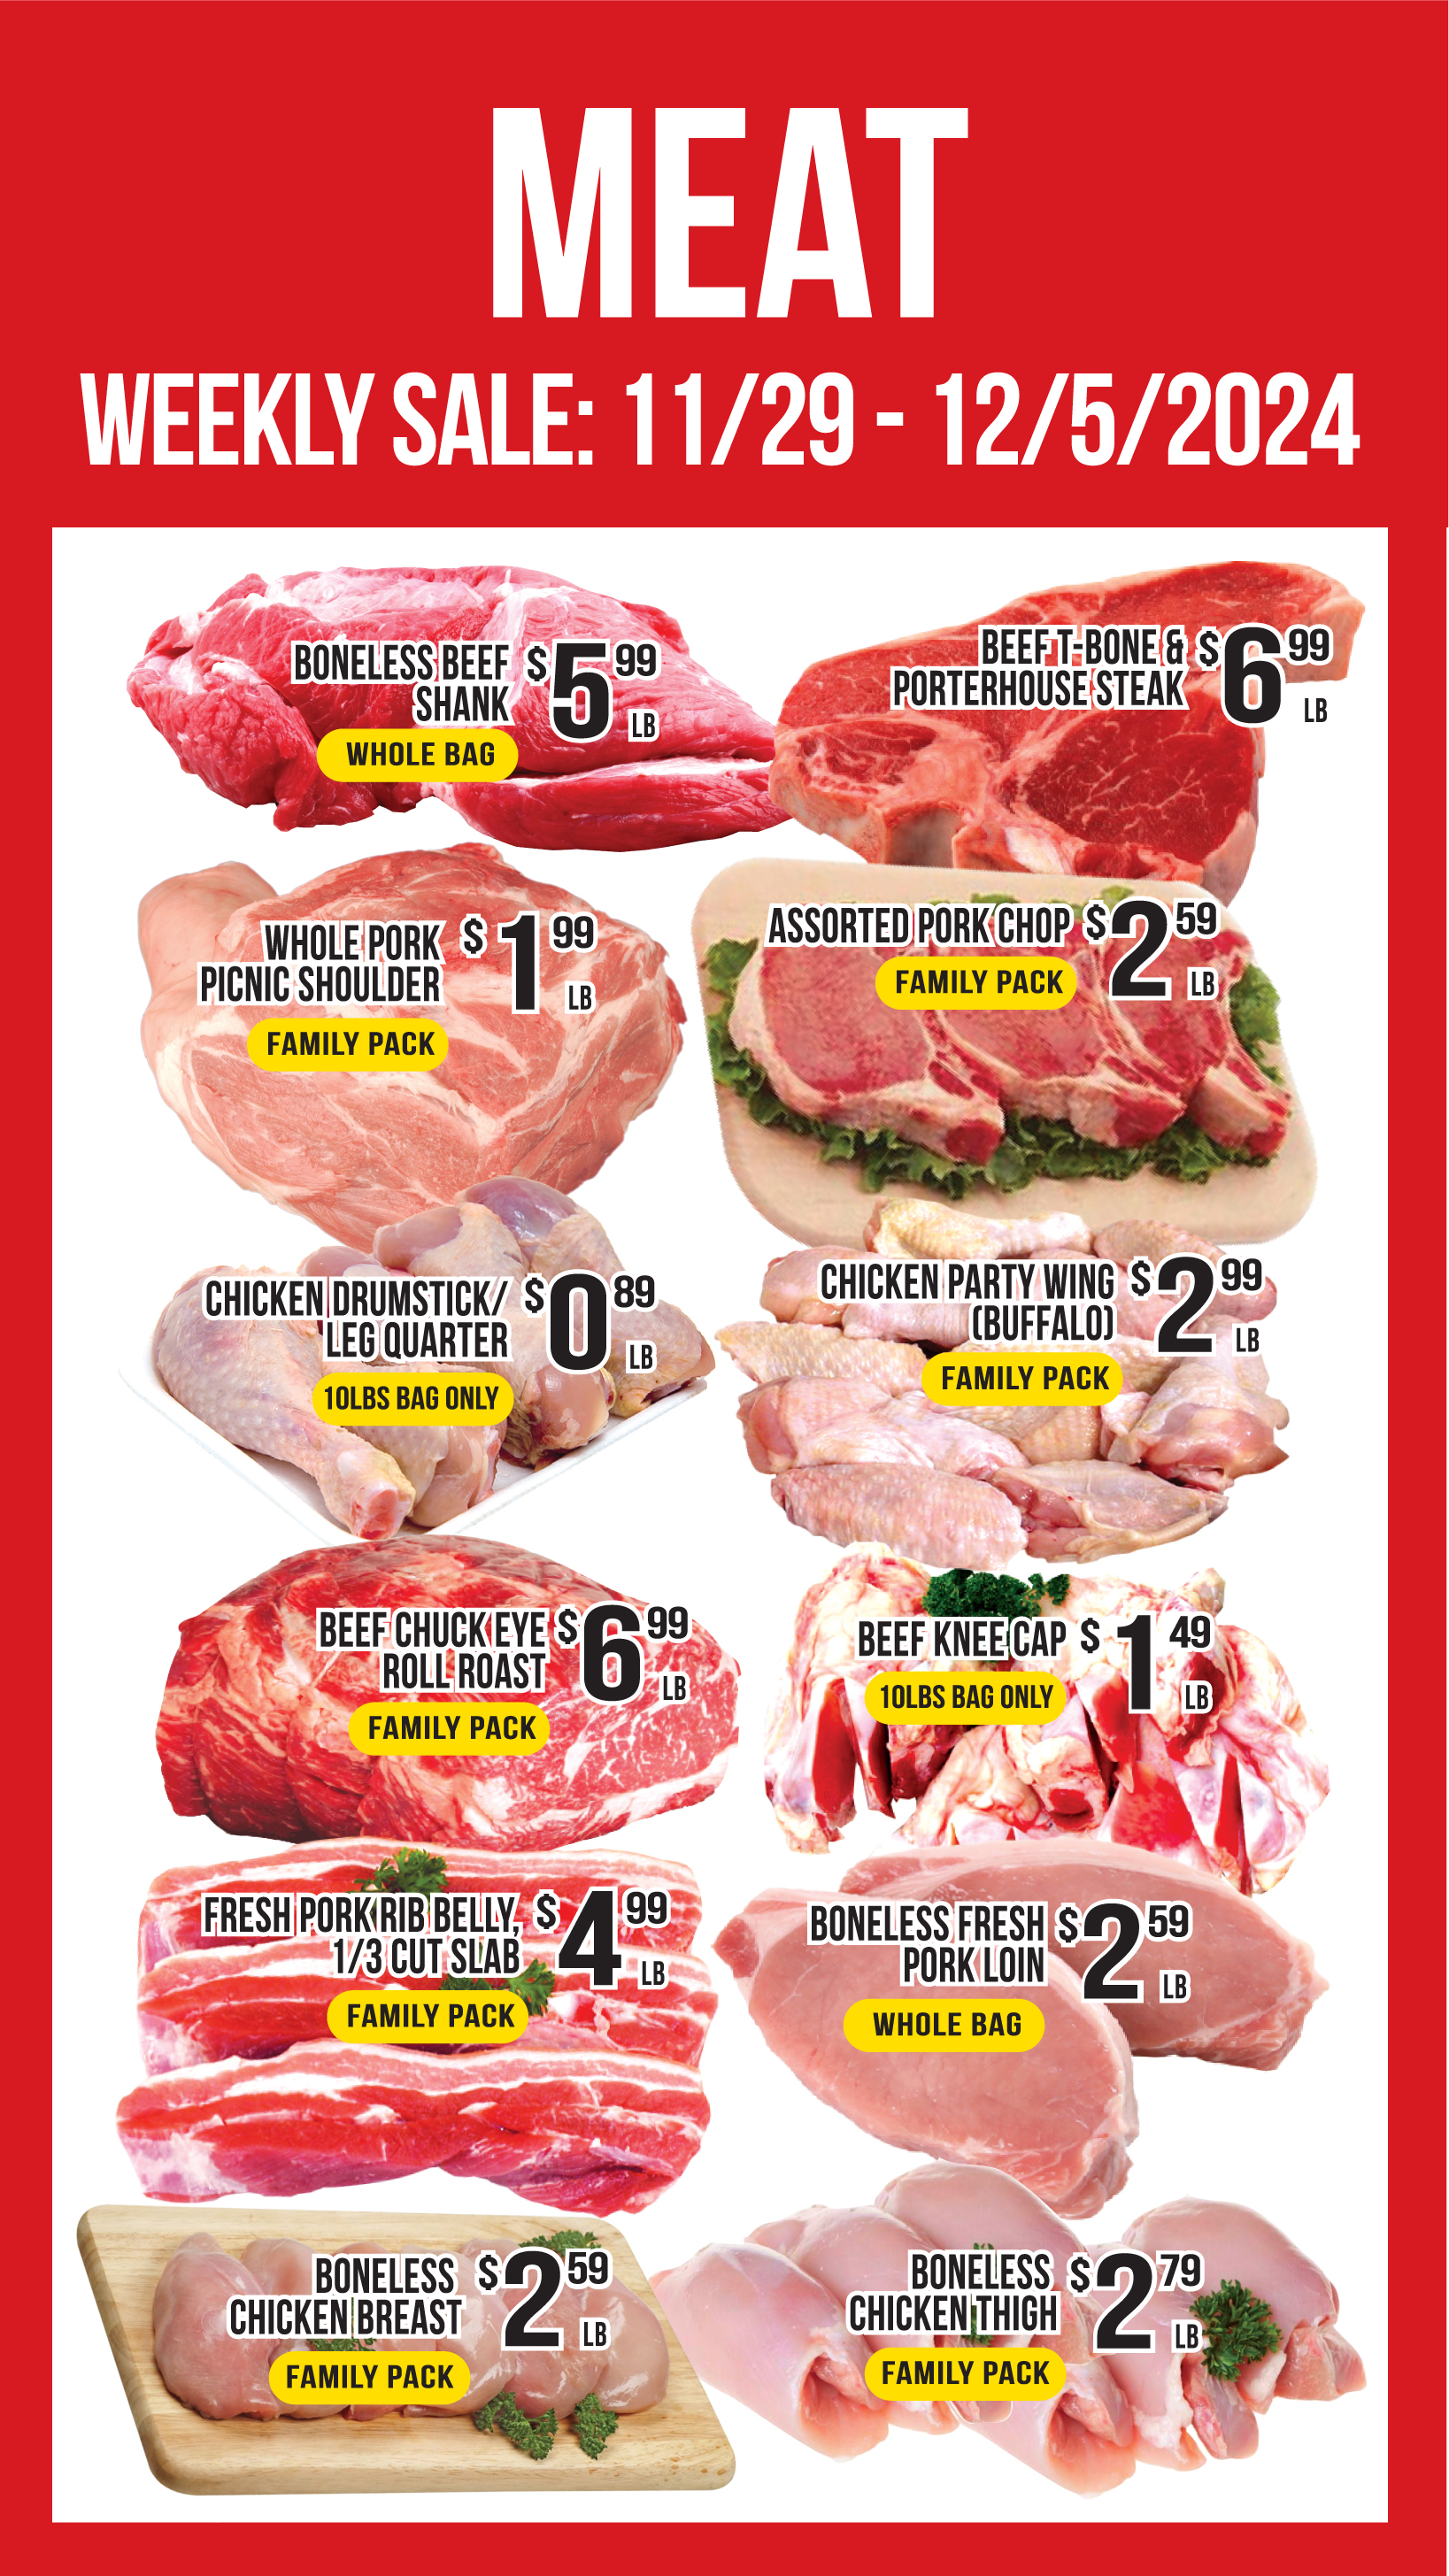 MEAT
WEEKLY SALE: 11/29 - 12/5/2024
BONELESS BEEF
SHANK
$5 99
LB
WHOLE BAG
BEEF T-BONE &
PORTERHOUSE STEAK
$6 99
LB
WHOLE PORK
PICNIC SHOULDER
$1 99
LB
FAMILY PACK
ASSORTED PORK CHOP
$2 59
LB
FAMILY PACK
CHICKEN DRUMSTICK/
LEG QUARTER
$0 89
LB
10LBS BAG ONLY
CHICKEN PARTY WING
(BUFFALO)
$2 99
LB
FAMILY PACK
BEEF CHUCK EYE
ROLL ROAST
$6 99
LB
FAMILY PACK
BEEF KNEE CAP
$1 49
LB
10LBS BAG ONLY
FRESH PORK RIB BELLY,
1/3 CUT SLAB
$4 99
LB
FAMILY PACK
BONELESS FRESH
PORK LOIN
$2 59
LB
WHOLE BAG
BONELESS
CHICKEN BREAST
$2 59
LB
FAMILY PACK
BONELESS
CHICKEN THIGH
$2 79
LB
FAMILY PACK